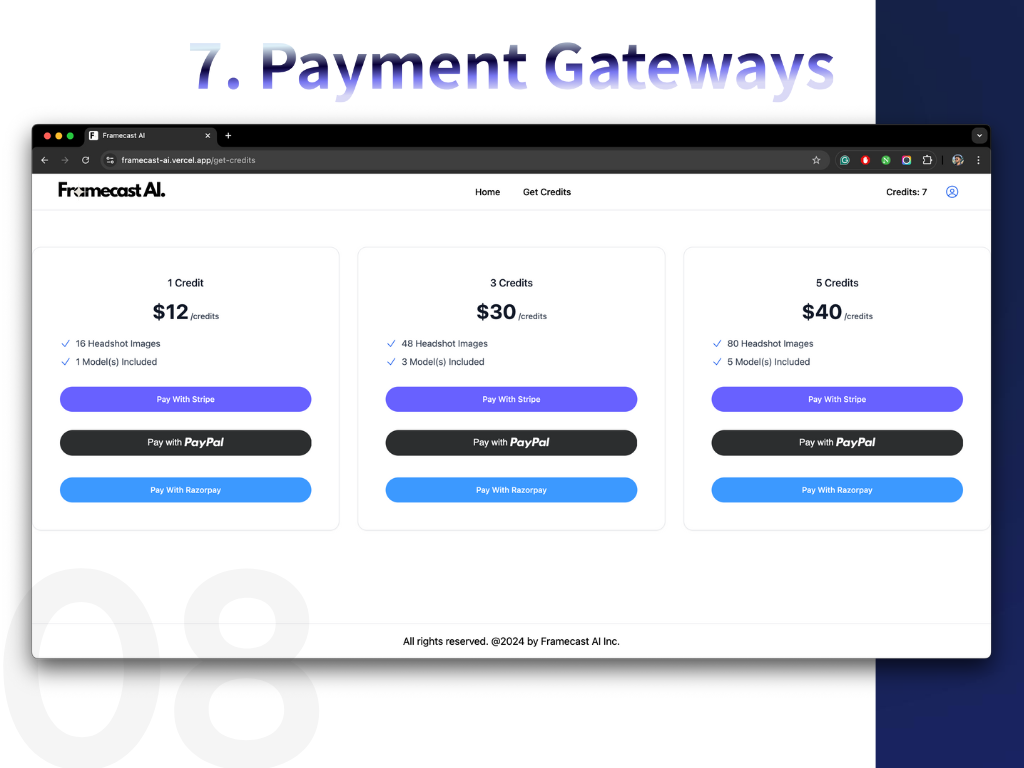 7. Payment Gateways
Framecast AI
framecast-ai.vercel.app/get-credits
Framecast AI.
Home
Get Credits
Credits: 7
1 Credit
$12 /credits
16 Headshot Images
1 Model(s) Included
Pay With Stripe
Pay with PayPal
Pay With Razorpay
3 Credits
$30 /credits
48 Headshot Images
3 Model(s) Included
Pay With Stripe
Pay with PayPal
Pay With Razorpay
5 Credits
$40 /credits
80 Headshot Images
5 Model(s) Included
Pay With Stripe
Pay with PayPal
Pay With Razorpay
All rights reserved. @2024 by Framecast AI Inc.
08